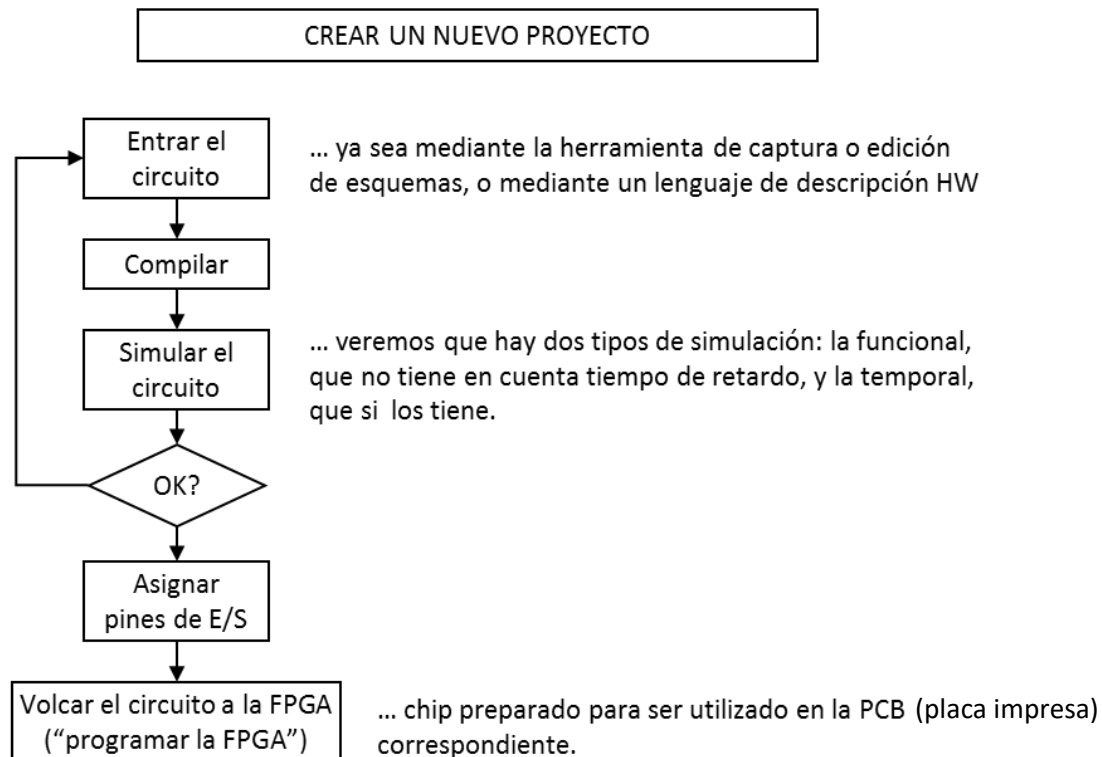 CREAR UN NUEVO PROYECTO
Entrar el
circuito
... ya sea mediante la herramienta de captura o edición
de esquemas, o mediante un lenguaje de descripción HW
Compilar
Simular el
circuito
... veremos que hay dos tipos de simulación: la funcional,
que no tiene en cuenta tiempo de retardo, y la temporal,
que si los tiene.
OK?
Asignar
pines de E/S
Volcar el circuito a la FPGA
(“programar la FPGA”)
... chip preparado para ser utilizado en la PCB (placa impresa)
correspondiente.